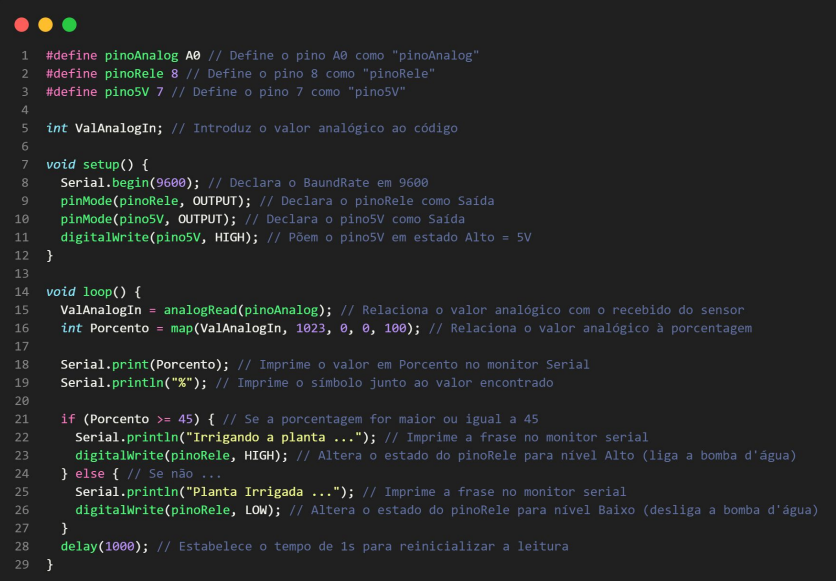 1 #define pinoAnalog A0 // Define o pino A0 como "pinoAnalog"
2 #define pinoRele 8 // Define o pino 8 como "pinoRele"
3 #define pino5V 7 // Define o pino 7 como "pino5V"
4
5 int ValAnalogIn; // Introduz o valor analógico ao código
6
7 void setup() {
8   Serial.begin(9600); // Declara o BaundRate em 9600
9   pinMode(pinoRele, OUTPUT); // Declara o pinoRele como Saída
10   pinMode(pino5V, OUTPUT); // Declara o pino5V como Saída
11   digitalWrite(pino5V, HIGH); // Põem o pino5V em estado Alto = 5V
12 }
13
14 void loop() {
15   ValAnalogIn = analogRead(pinoAnalog); // Relaciona o valor analógico com o recebido do sensor
16   int Porcento = map(ValAnalogIn, 1023, 0, 0, 100); // Relaciona o valor analógico à porcentagem
17
18   Serial.print(Porcento); // Imprime o valor em Porcento no monitor Serial
19   Serial.println("%"); // Imprime o símbolo junto ao valor encontrado
20
21   if (Porcento >= 45) { // Se a porcentagem for maior ou igual a 45
22     Serial.println("Irrigando a planta ..."); // Imprime a frase no monitor serial
23     digitalWrite(pinoRele, HIGH); // Altera o estado do pinoRele para nível Alto (liga a bomba d'água)
24   } else { // Se não ...
25     Serial.println("Planta Irrigada ..."); // Imprime a frase no monitor serial
26     digitalWrite(pinoRele, LOW); // Altera o estado do pinoRele para nível Baixo (desliga a bomba d'água)
27   }
28   delay(1000); // Estabelece o tempo de 1s para reinicializar a leitura
29 }